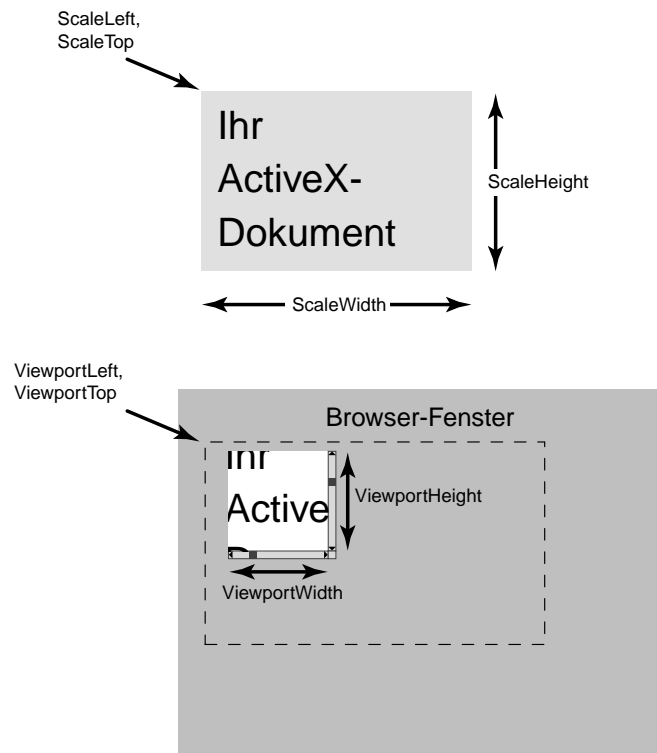 ScaleLeft,
ScaleTop
Ihr
ActiveX-
Dokument
ScaleHeight
ScaleWidth
ViewportLeft,
ViewportTop
Browser-Fenster
Ihr
Active
ViewportHeight
ViewportWidth